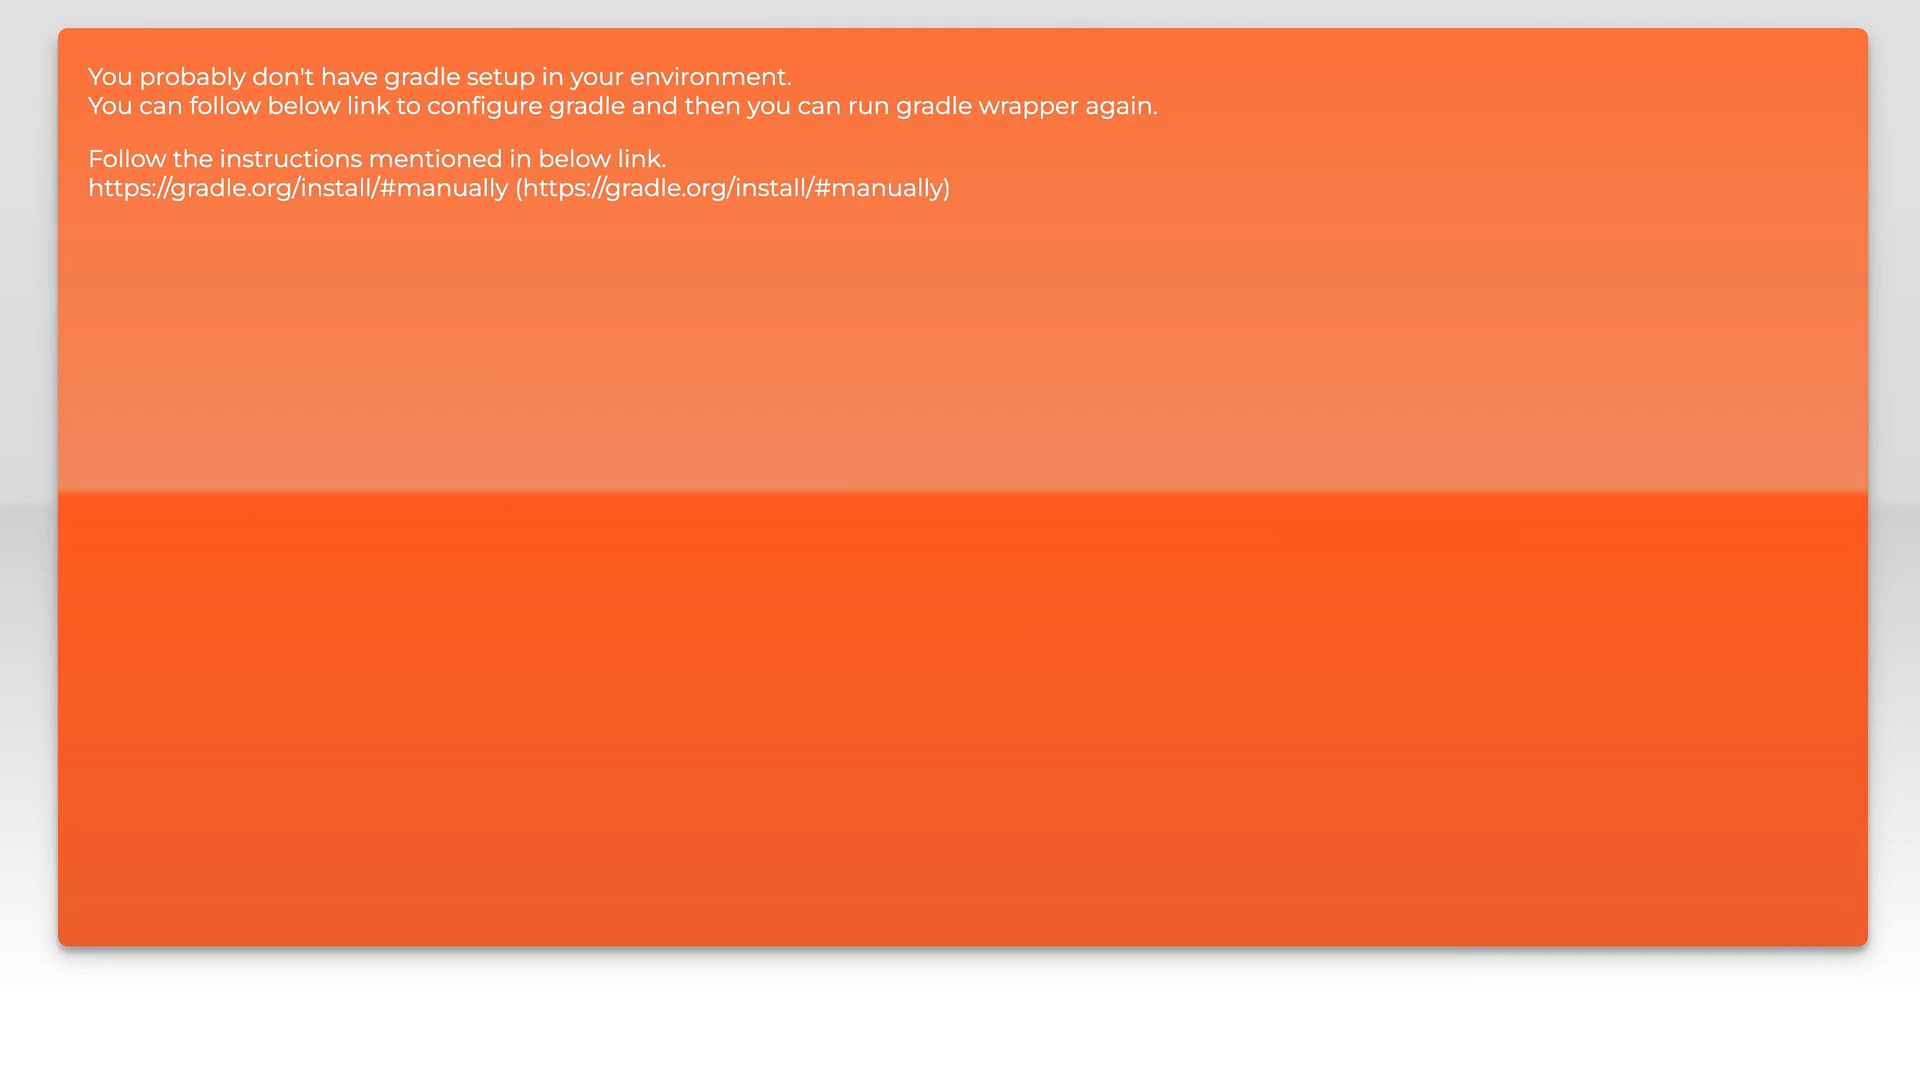 You probably don't have gradle setup in your environment.
You can follow below link to configure gradle and then you can run gradle wrapper again.
Follow the instructions mentioned in below link.
https://gradle.org/install/#manually (https://gradle.org/install/#manually)